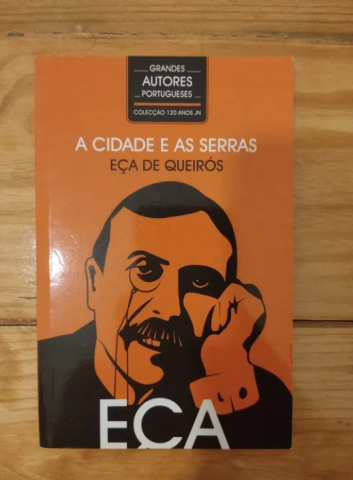 GRANDES
AUTORES
PORTUGUESES
COLECÇÃO 120 ANOS JN
A CIDADE E AS SERRAS
EÇA DE QUEIRÓS
EÇA